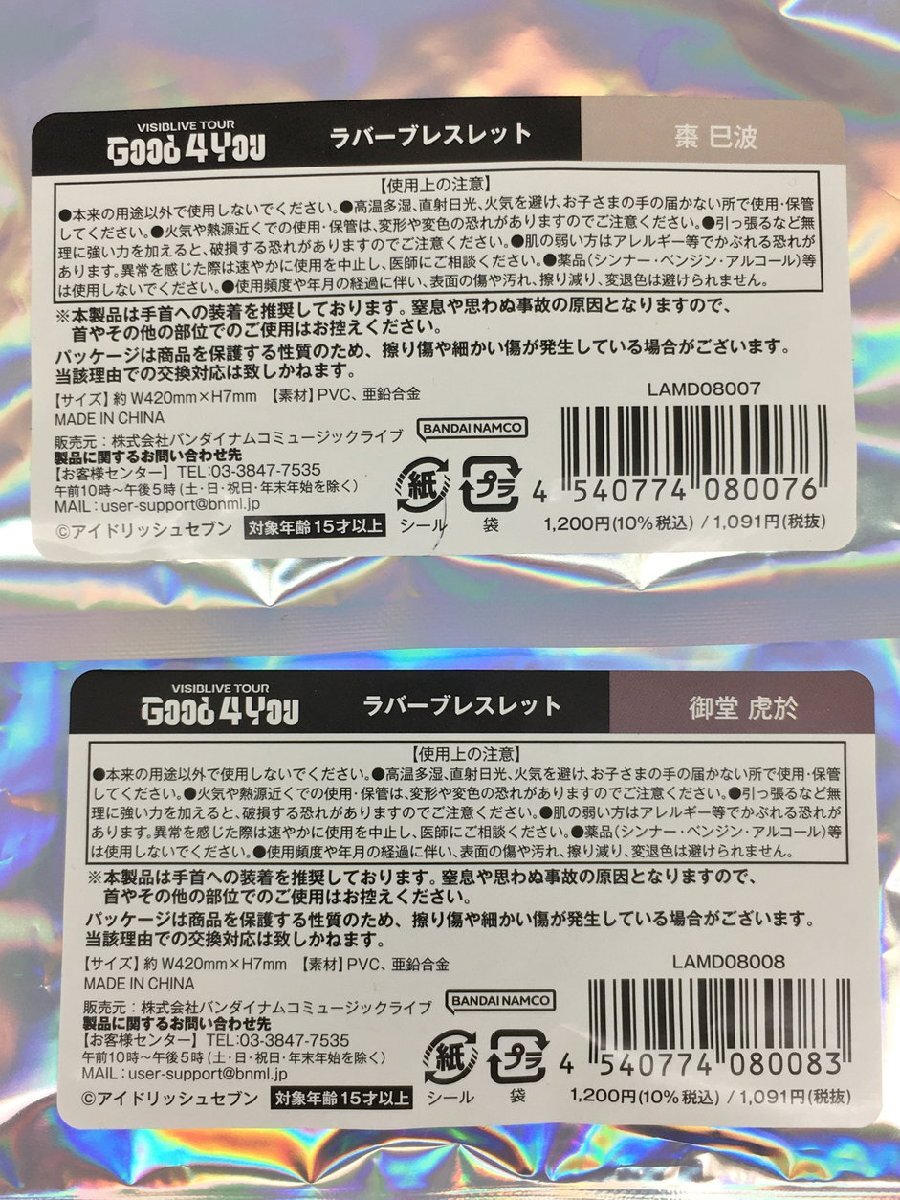 VISIBLIVE TOUR
Good 4 You
ラバーブレスレット
棗 巳波
【使用上の注意】
●本来の用途以外で使用しないでください。●高温多湿、直射日光、火気を避け、お子さまの手の届かない所で使用・保管
してください。●火気や熱源近くでの使用・保管は、変形や変色の恐れがありますのでご注意ください。●引っ張るなど無
理に強い力を加えると、破損する恐れがありますのでご注意ください。●肌の弱い方はアレルギー等でかぶれる恐れが
あります。異常を感じた際は速やかに使用を中止し、医師にご相談ください。●薬品(シンナー・ベンジン・アルコール)等
は使用しないでください。●使用頻度や年月の経過に伴い、表面の傷や汚れ、擦り減り、変退色は避けられません。
※本製品は手首への装着を推奨しております。窒息や思わぬ事故の原因となりますので、
首やその他の部位でのご使用はお控えください。
パッケージは商品を保護する性質のため、擦り傷や細かい傷が発生している場合がございます。
当該理由での交換対応は致しかねます。
【サイズ】約 W420mm×H7mm 【素材】PVC、亜鉛合金
MADE IN CHINA
販売元:株式会社バンダイナムコミュージックライブ
BANDAI NAMCO
製品に関するお問い合わせ先
【お客様センター】TEL:03-3847-7535
午前10時~午後5時(土・日・祝日・年末年始を除く)
MAIL:user-support@bnml.jp
©アイドリッシュセブン
対象年齢15才以上
紙
シール
プラ
袋
LAMD08007
4 540774 080076
1,200円(10%税込)/1,091円(税抜)
VISIBLIVE TOUR
Good 4 You
ラバーブレスレット
御堂 虎於
【使用上の注意】
●本来の用途以外で使用しないでください。●高温多湿、直射日光、火気を避け、お子さまの手の届かない所で使用・保管
してください。●火気や熱源近くでの使用・保管は、変形や変色の恐れがありますのでご注意ください。●引っ張るなど無
理に強い力を加えると、破損する恐れがありますのでご注意ください。●肌の弱い方はアレルギー等でかぶれる恐れが
あります。異常を感じた際は速やかに使用を中止し、医師にご相談ください。●薬品(シンナー・ベンジン・アルコール)等
は使用しないでください。●使用頻度や年月の経過に伴い、表面の傷や汚れ、擦り減り、変退色は避けられません。
※本製品は手首への装着を推奨しております。窒息や思わぬ事故の原因となりますので、
首やその他の部位でのご使用はお控えください。
パッケージは商品を保護する性質のため、擦り傷や細かい傷が発生している場合がございます。
当該理由での交換対応は致しかねます。
【サイズ】約 W420mm×H7mm 【素材】PVC、亜鉛合金
MADE IN CHINA
販売元:株式会社バンダイナムコミュージックライブ
BANDAI NAMCO
製品に関するお問い合わせ先
【お客様センター】TEL:03-3847-7535
午前10時~午後5時(土・日・祝日・年末年始を除く)
MAIL:user-support@bnml.jp
©アイドリッシュセブン
対象年齢15才以上
紙
シール
プラ
袋
LAMD08008
4 540774 080083
1,200円(10%税込)/1,091円(税抜)